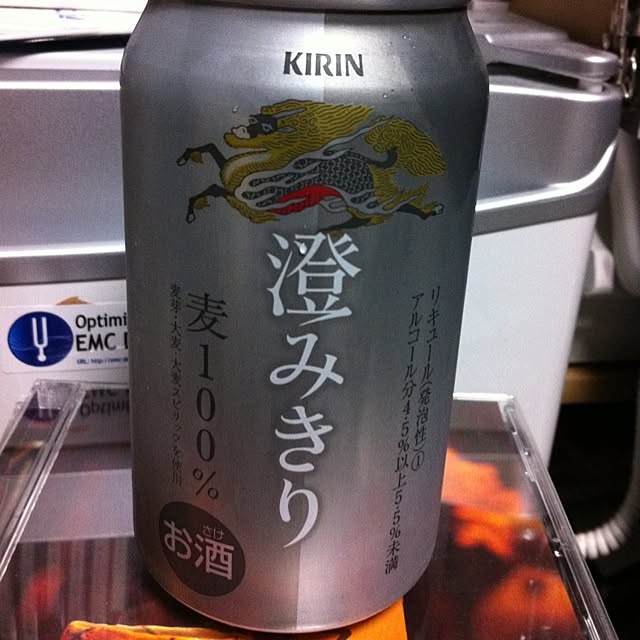 KIRIN
澄みきり
麦100%
麦芽・大麦・大麦スピリッツを使用
リキュール(発泡性)①
アルコール分4.5%以上5.5%未満
さけ
お酒
Optimi
EMC